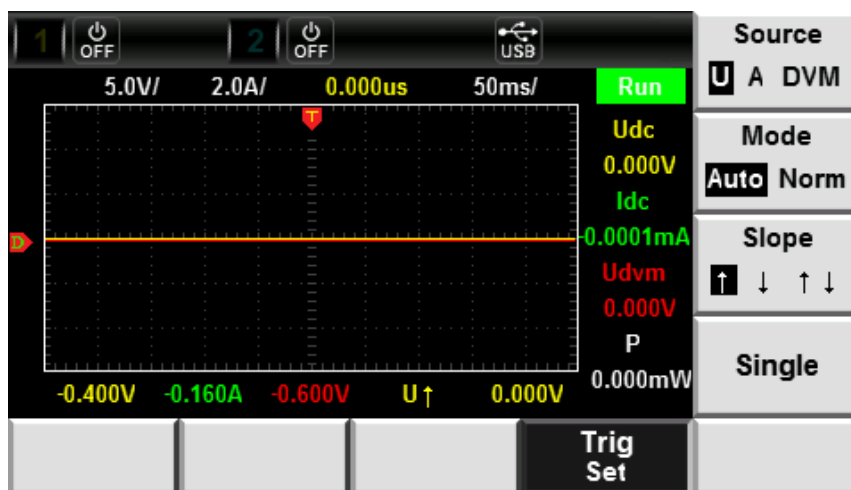 1 OFF 2 OFF USB
5.0V/ 2.0A/ 0.000us 50ms/ Run
T
Udc
0.000V
Idc
-0.0001mA
D
Udvm
0.000V
P
0.000mW
-0.400V -0.160A -0.600V U↑ 0.000V
Source
U A DVM
Mode
Auto Norm
Slope
↑ ↓ ↑↓
Single
Trig
Set